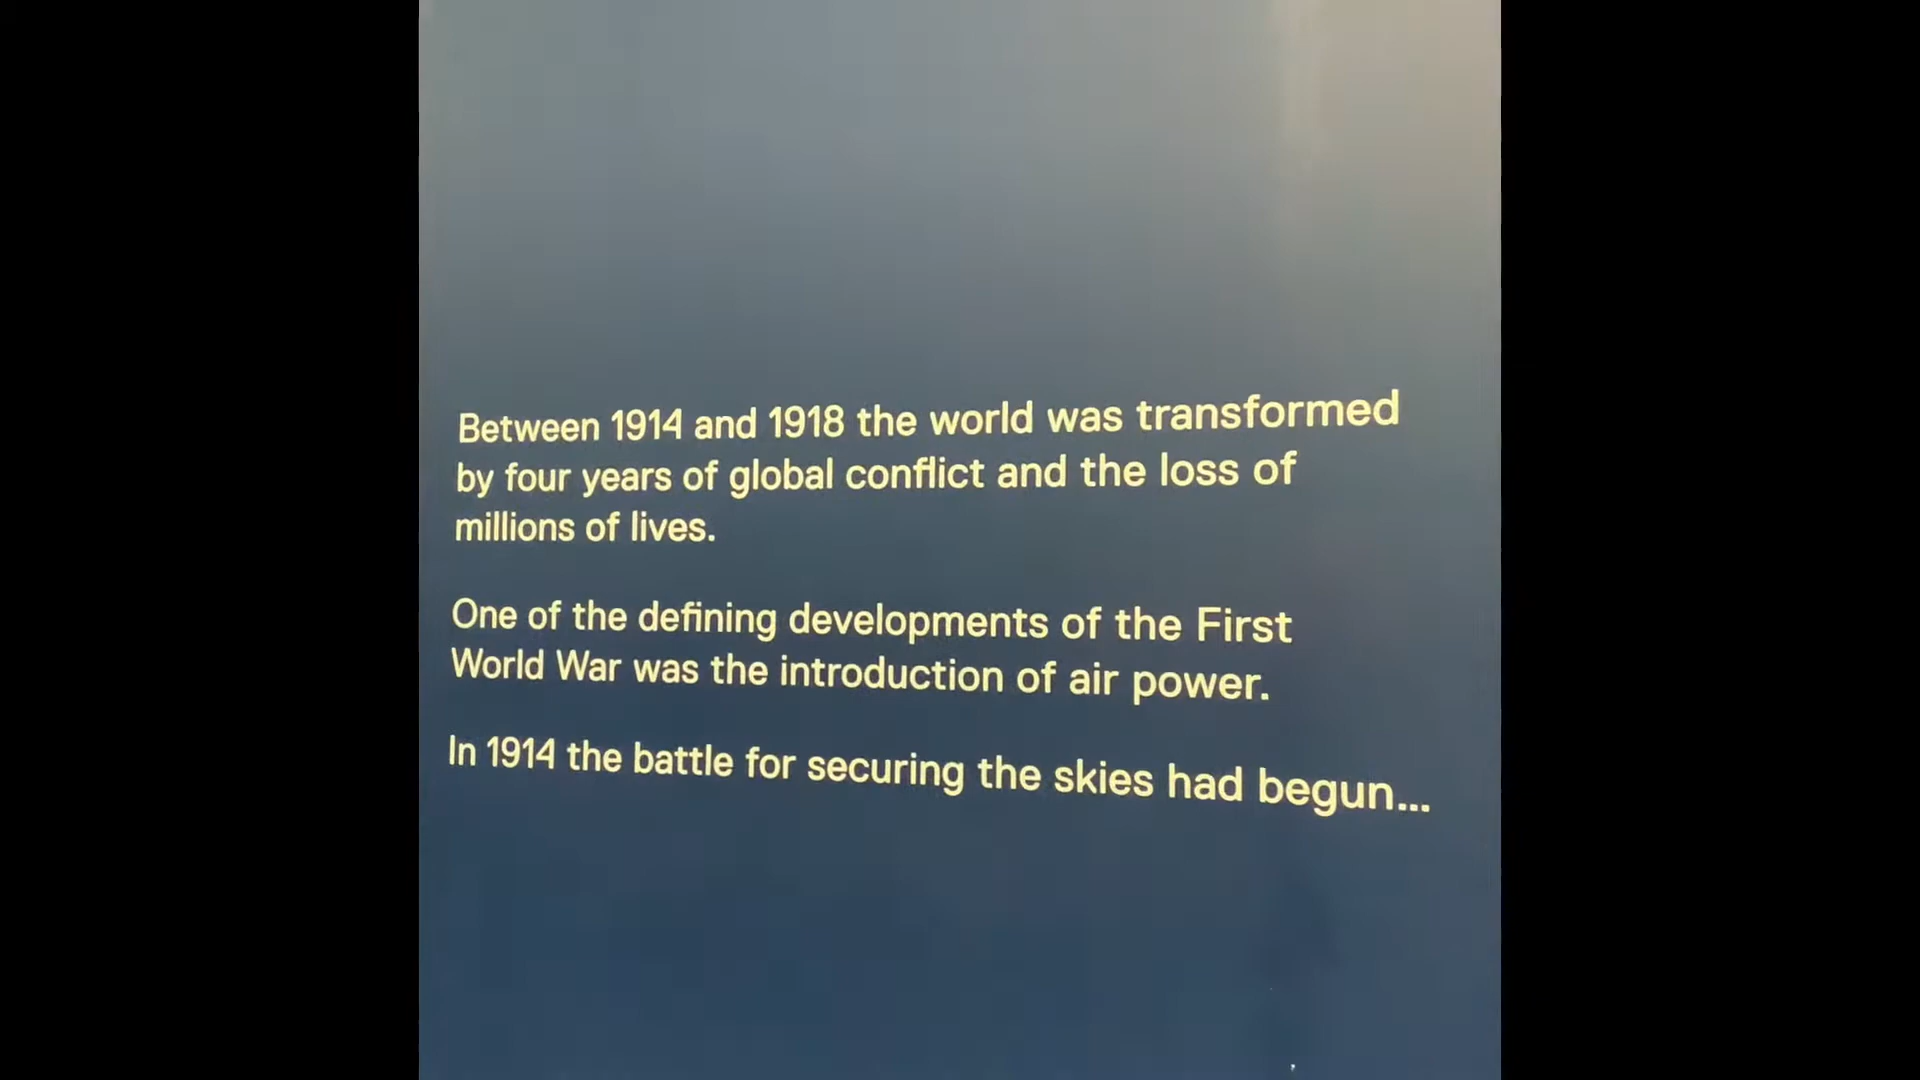 Between 1914 and 1918 the world was transformed
by four years of global conflict and the loss of
millions of lives.
One of the defining developments of the First
World War was the introduction of air power.
In 1914 the battle for securing the skies had begun...